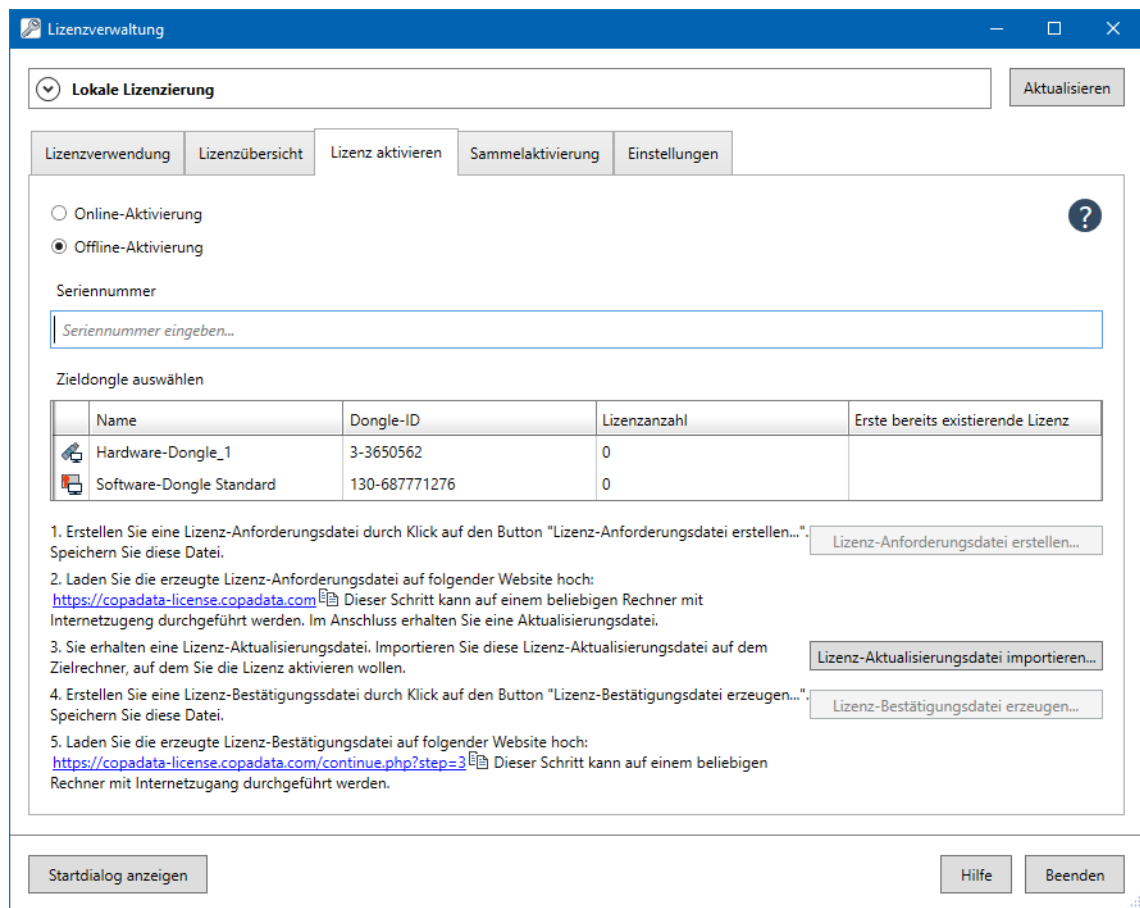 Lizenzverwaltung
Lokale Lizenzierung
Aktualisieren
Lizenzverwendung
Lizenzübersicht
Lizenz aktivieren
Sammelaktivierung
Einstellungen
Online-Aktivierung
?
Offline-Aktivierung
Seriennummer
Seriennummer eingeben...
Zieldongle auswählen
Name Dongle-ID Lizenzanzahl Erste bereits existierende Lizenz
Hardware-Dongle_1 3-3650562 0
Software-Dongle Standard 130-687771276 0
1. Erstellen Sie eine Lizenz-Anforderungsdatei durch Klick auf den Button "Lizenz-Anforderungsdatei erstellen...".
Speichern Sie diese Datei.
Lizenz-Anforderungsdatei erstellen...
2. Laden Sie die erzeugte Lizenz-Anforderungsdatei auf folgender Website hoch:
https://copadata-license.copadata.com Dieser Schritt kann auf einem beliebigen Rechner mit
Internetzugeng durchgeführt werden. Im Anschluss erhalten Sie eine Aktualisierungsdatei.
3. Sie erhalten eine Lizenz-Aktualisierungsdatei. Importieren Sie diese Lizenz-Aktualisierungsdatei auf dem
Zielrechner, auf dem Sie die Lizenz aktivieren wollen.
Lizenz-Aktualisierungsdatei importieren...
4. Erstellen Sie eine Lizenz-Bestätigungssdatei durch Klick auf den Button "Lizenz-Bestätigungsdatei erzeugen...".
Speichern Sie diese Datei.
Lizenz-Bestätigungsdatei erzeugen...
5. Laden Sie die erzeugte Lizenz-Bestätigungsdatei auf folgender Website hoch:
https://copadata-license.copadata.com/continue.php?step=3 Dieser Schritt kann auf einem beliebigen
Rechner mit Internetzugang durchgeführt werden.
Startdialog anzeigen
Hilfe
Beenden